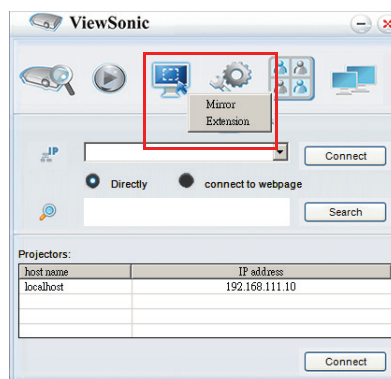 ViewSonic
Mirror
Extension
IP
Connect
Directly connect to webpage
Search
Projectors:
host name IP address
localhost 192.168.111.10
Connect